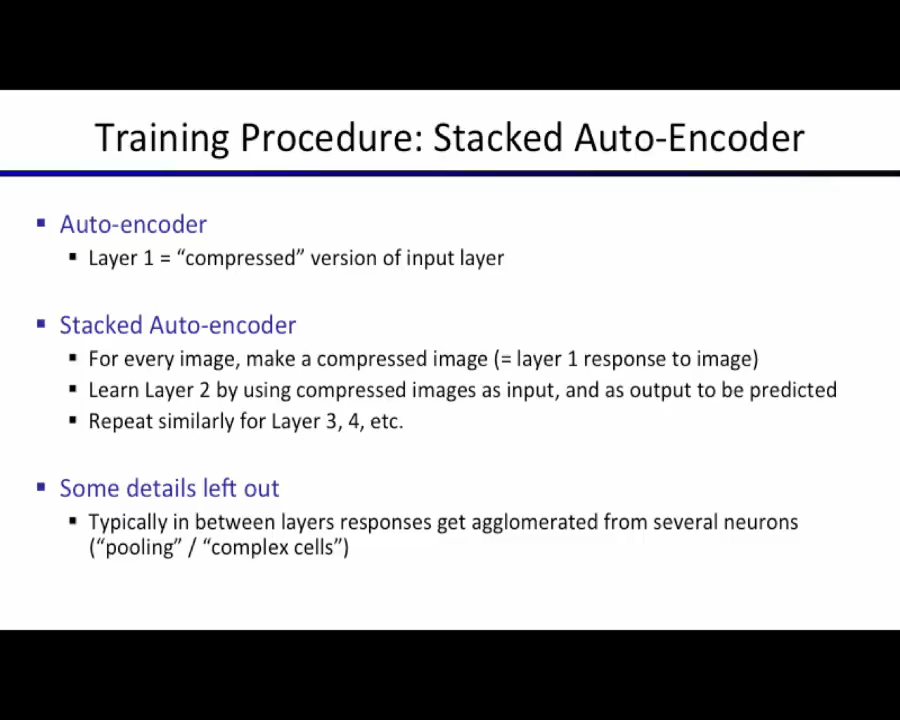 Training Procedure: Stacked Auto-Encoder
▪ Auto-encoder
▪ Layer 1 = “compressed” version of input layer
▪ Stacked Auto-encoder
▪ For every image, make a compressed image (= layer 1 response to image)
▪ Learn Layer 2 by using compressed images as input, and as output to be predicted
▪ Repeat similarly for Layer 3, 4, etc.
▪ Some details left out
▪ Typically in between layers responses get agglomerated from several neurons
(“pooling” / “complex cells”)